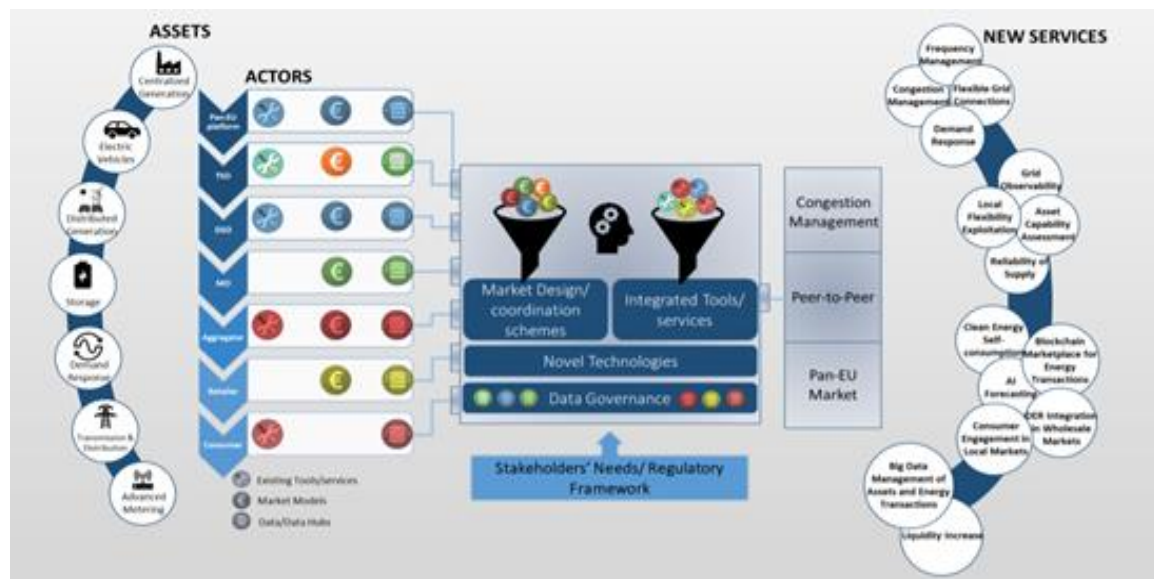 ASSETS
Centralized
Generation
Electric
Vehicles
Distributed
Generation
Storage
Demand
Response
Transmission &
Distribution
Advanced
Metering
ACTORS
Pan-EU
platform
TSO
DSO
MO
Aggregator
Retailer
Consumer
Existing Tools/services
Market Models
Data/Data Hubs
Market Design/
coordination
schemes
Integrated Tools/
services
Novel Technologies
Data Governance
Stakeholders' Needs/ Regulatory
Framework
Congestion
Management
Peer-to-Peer
Pan-EU
Market
NEW SERVICES
Frequency
Management
Congestion
Management
Flexible Grid
Connections
Demand
Response
Grid
Observability
Local
Flexibility
Exploitation
Asset
Capability
Assessment
Reliability of
Supply
Clean Energy
Self-
consumption
Blockchain
Marketplace for
Energy
Transactions
AI
Forecasting
DER Integration
in Wholesale
Markets
Consumer
Engagement in
Local Markets
Big Data
Management of
Assets and Energy
Transactions
Liquidity Increase